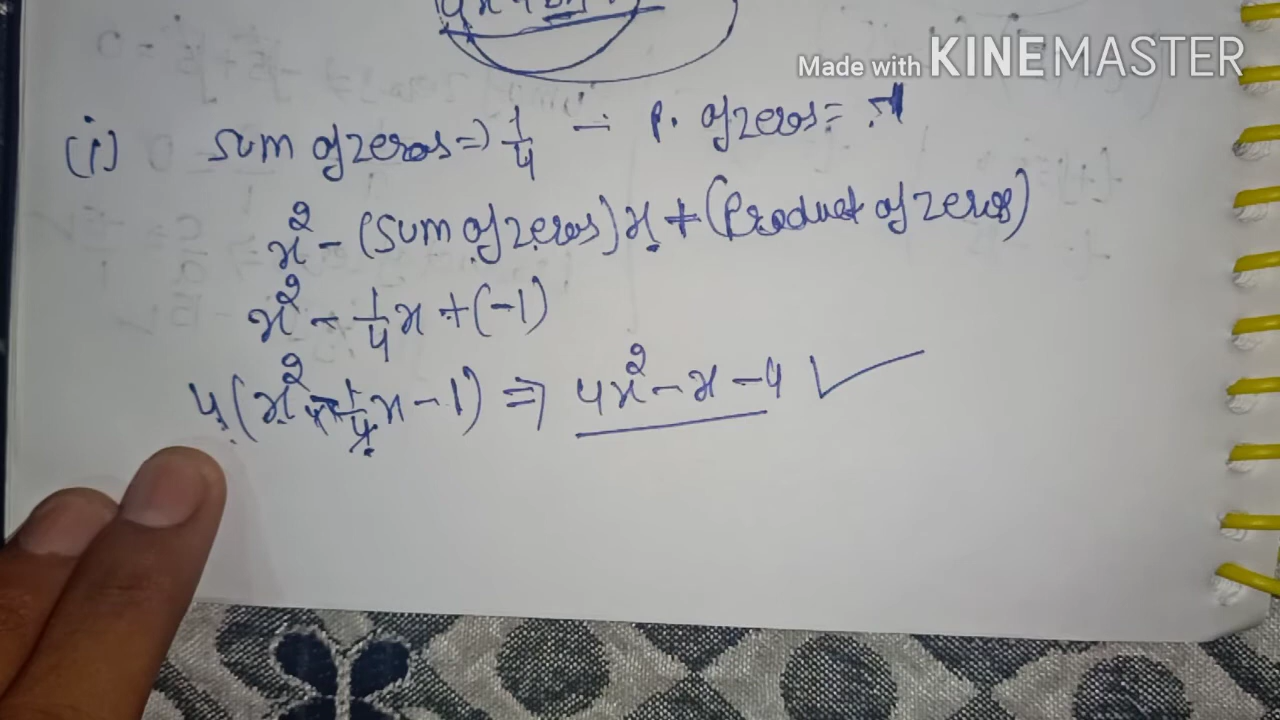 Made with KINEMASTER
(i) Sum of zeros ⇒ 1/4 — P. of zeros = -1
x² - (Sum of zeros)x + (Product of zeros)
x² - 1/4x + (-1)
4(x² - 1/4x - 1) ⇒ 4x² - x - 4 ✓